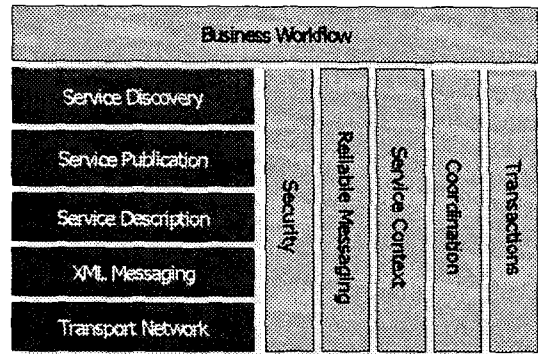 Business Workflow
Service Discovery
Service Publication
Service Description
XML Messaging
Transport Network
Security
Reliable Messaging
Service Context
Coordination
Transactions